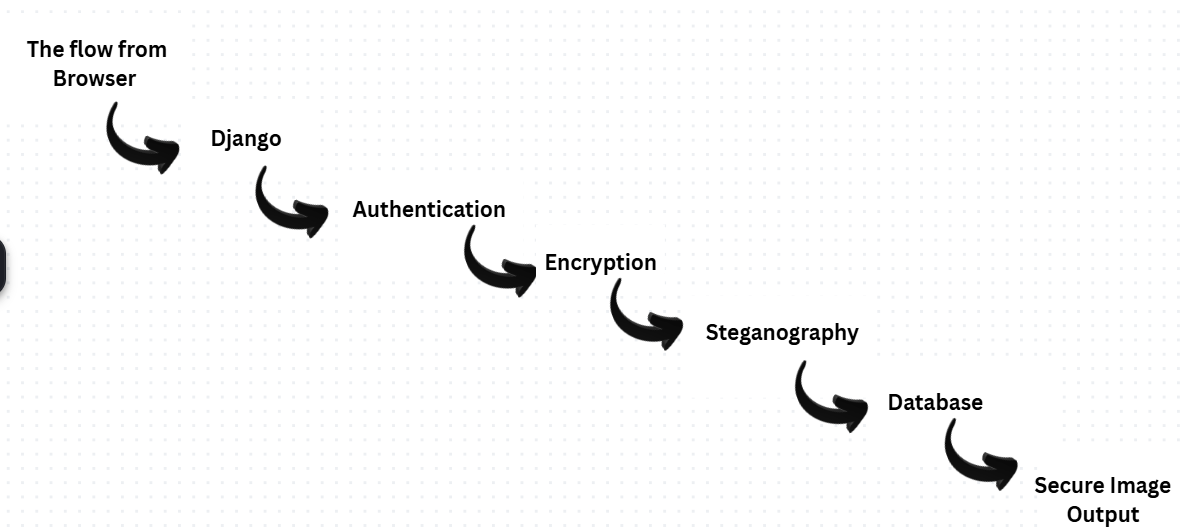 The flow from
Browser
Django
Authentication
Encryption
Steganography
Database
Secure Image
Output